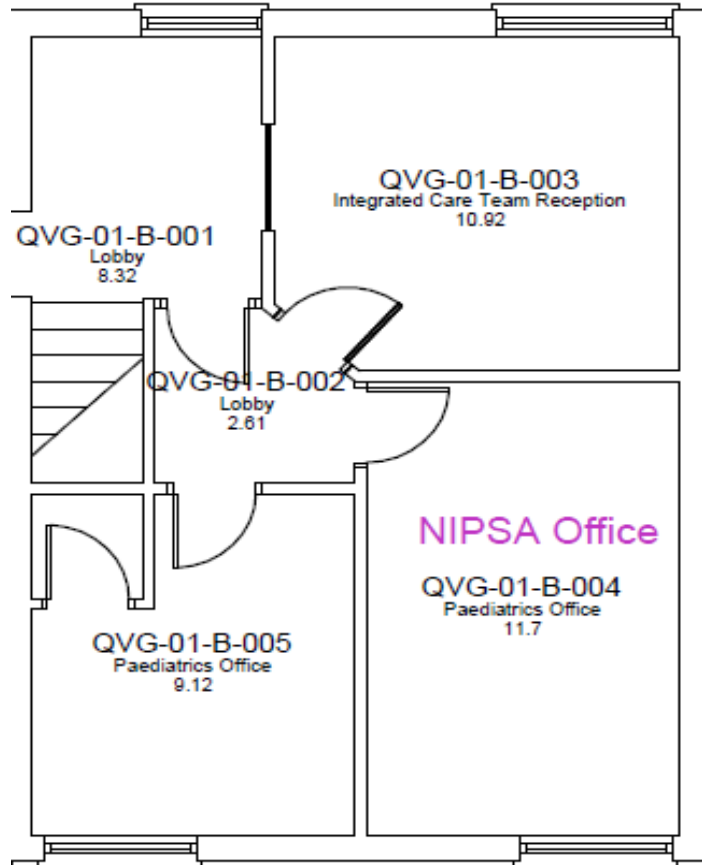 QVG-01-B-003
Integrated Care Team Reception
10.92
QVG-01-B-001
Lobby
8.32
QVG-01-B-002
Lobby
2.61
NIPSA Office
QVG-01-B-004
Paediatrics Office
11.7
QVG-01-B-005
Paediatrics Office
9.12